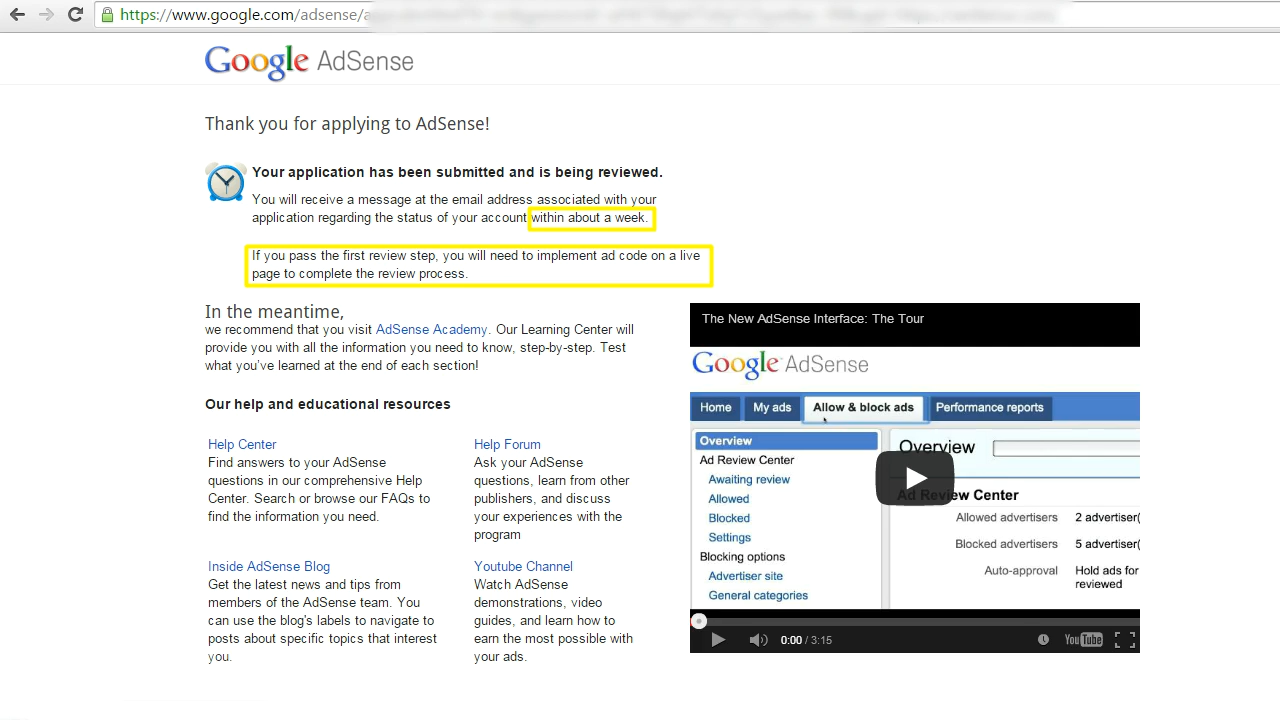 https://www.google.com/adsense/
Google AdSense
Thank you for applying to AdSense!
Your application has been submitted and is being reviewed.
You will receive a message at the email address associated with your
application regarding the status of your account within about a week.
If you pass the first review step, you will need to implement ad code on a live
page to complete the review process.
In the meantime,
we recommend that you visit AdSense Academy. Our Learning Center will
provide you with all the information you need to know, step-by-step. Test
what you've learned at the end of each section!
Our help and educational resources
Help Center
Find answers to your AdSense
questions in our comprehensive Help
Center. Search or browse our FAQs to
find the information you need.
Help Forum
Ask your AdSense
questions, learn from other
publishers, and discuss
your experiences with the
program
Inside AdSense Blog
Get the latest news and tips from
members of the AdSense team. You
can use the blog's labels to navigate to
posts about specific topics that interest
you.
Youtube Channel
Watch AdSense
demonstrations, video
guides, and learn how to
earn the most possible with
your ads.
The New AdSense Interface: The Tour
Google AdSense
Home My ads Allow & block ads Performance reports
Overview
Ad Review Center
Awaiting review
Allowed
Blocked
Settings
Blocking options
Advertiser site
General categories
Overview
Ad Review Center
Allowed advertisers 2 advertiser(
Blocked advertisers 5 advertiser(
Auto-approval Hold ads for
reviewed
0:00 / 3:15 YouTube